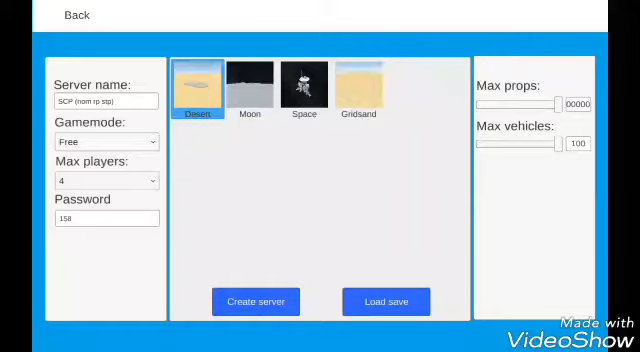 Back
Server name:
SCP (nom rp stp)
Gamemode:
Free
Max players:
4
Password
158
Desert
Moon
Space
Gridsand
Create server
Load save
Max props:
00000
Max vehicles:
100
Made with
VideoShow